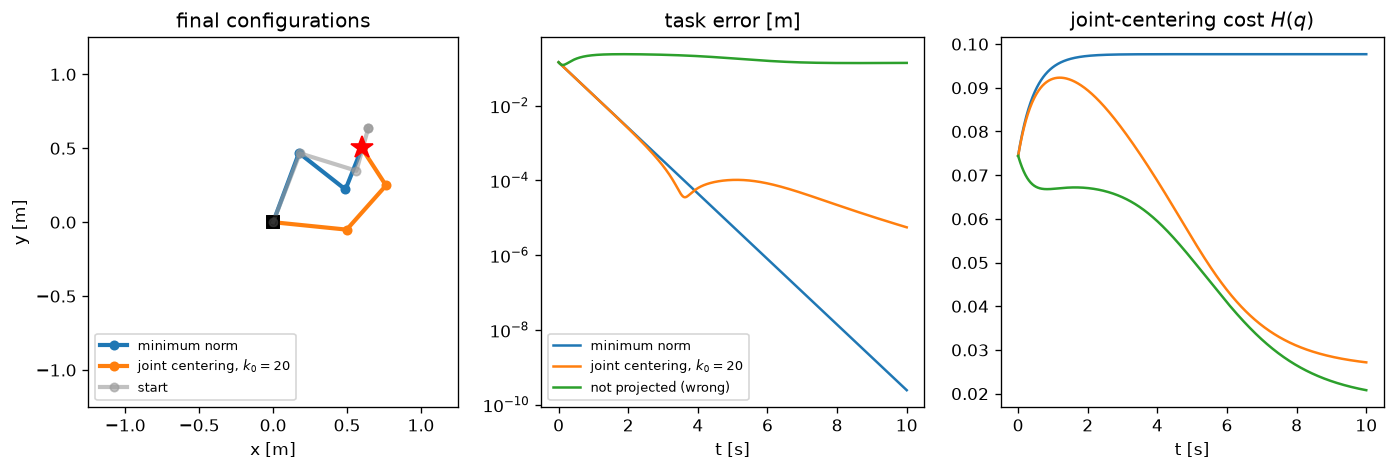 final configurations
y [m]
1.0
0.5
0.0
−0.5
−1.0
−1.0 −0.5 0.0 0.5 1.0
x [m]
minimum norm
joint centering, k₀ = 20
start
task error [m]
10⁻²
10⁻⁴
10⁻⁶
10⁻⁸
10⁻¹⁰
0 2 4 6 8 10
t [s]
minimum norm
joint centering, k₀ = 20
not projected (wrong)
joint-centering cost H(q)
0.10
0.09
0.08
0.07
0.06
0.05
0.04
0.03
0.02
0 2 4 6 8 10
t [s]